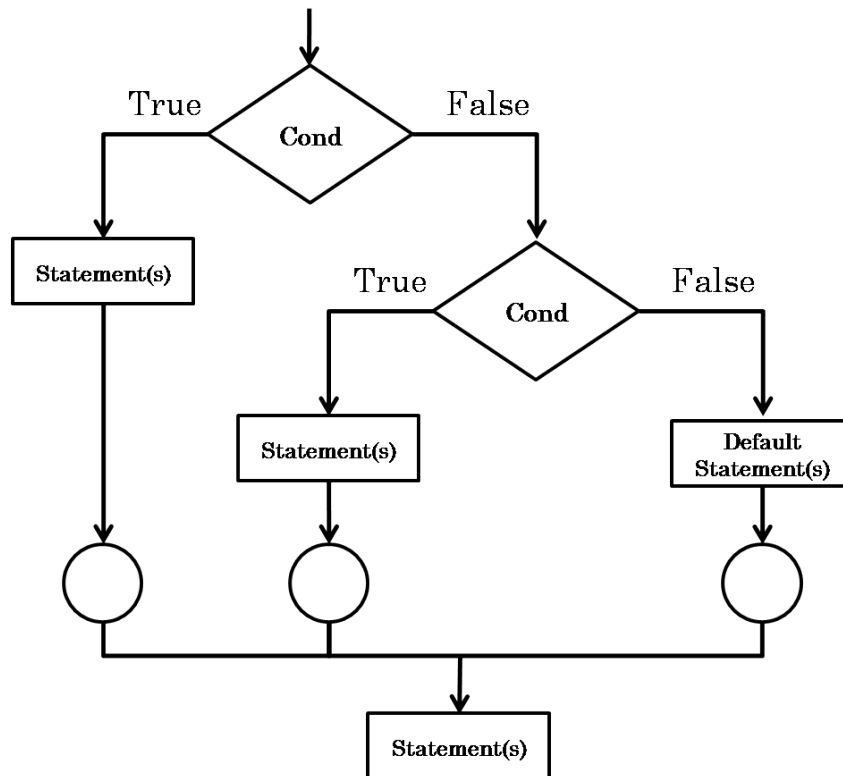 True
False
Cond
Statement(s)
True
False
Cond
Statement(s)
Default
Statement(s)
Statement(s)